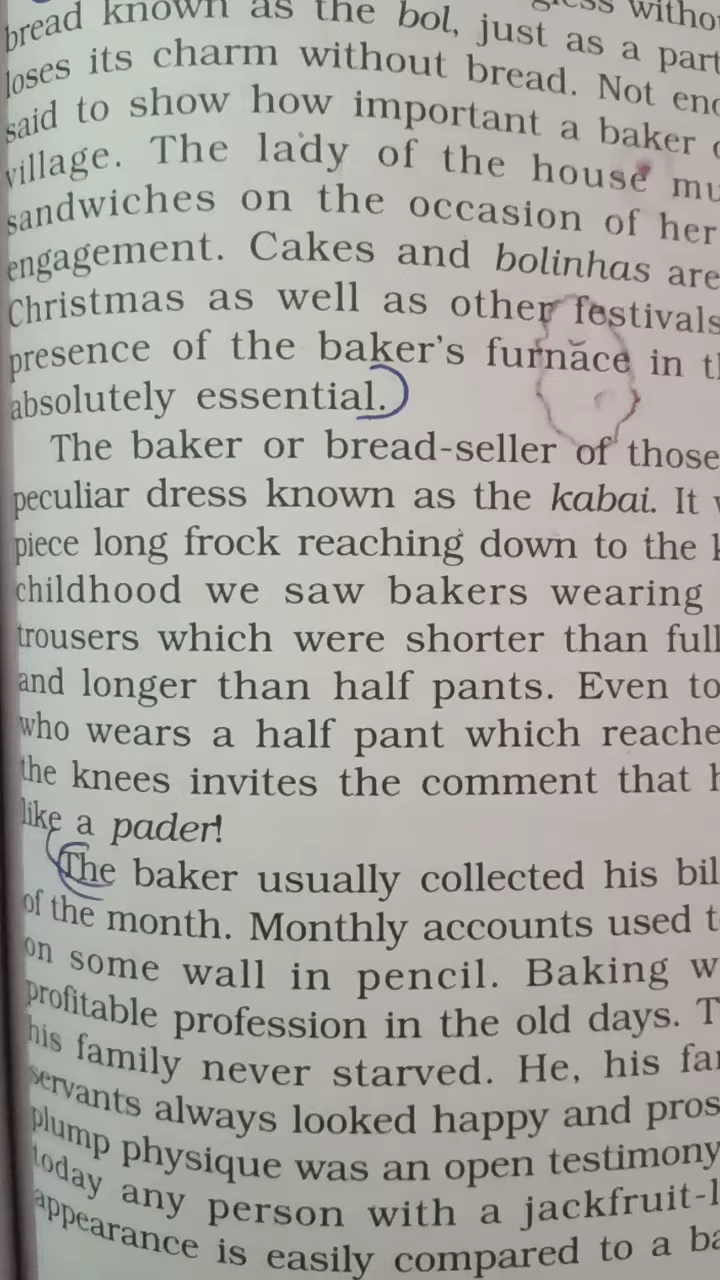 bread known as the bol, just as a part
loses its charm without bread. Not en
said to show how important a baker
village. The lady of the house mu
sandwiches on the occasion of her
engagement. Cakes and bolinhas are
Christmas as well as other festivals
presence of the baker's furnace in t
absolutely essential.
The baker or bread-seller of those
peculiar dress known as the kabai. It
piece long frock reaching down to the
childhood we saw bakers wearing
trousers which were shorter than full
and longer than half pants. Even to
who wears a half pant which reache
the knees invites the comment that h
like a pader!
The baker usually collected his bil
of the month. Monthly accounts used t
on some wall in pencil. Baking w
profitable profession in the old days. T
his family never starved. He, his fa
servants always looked happy and pros
plump physique was an open testimony
today any person with a jackfruit-l
appearance is easily compared to a ba